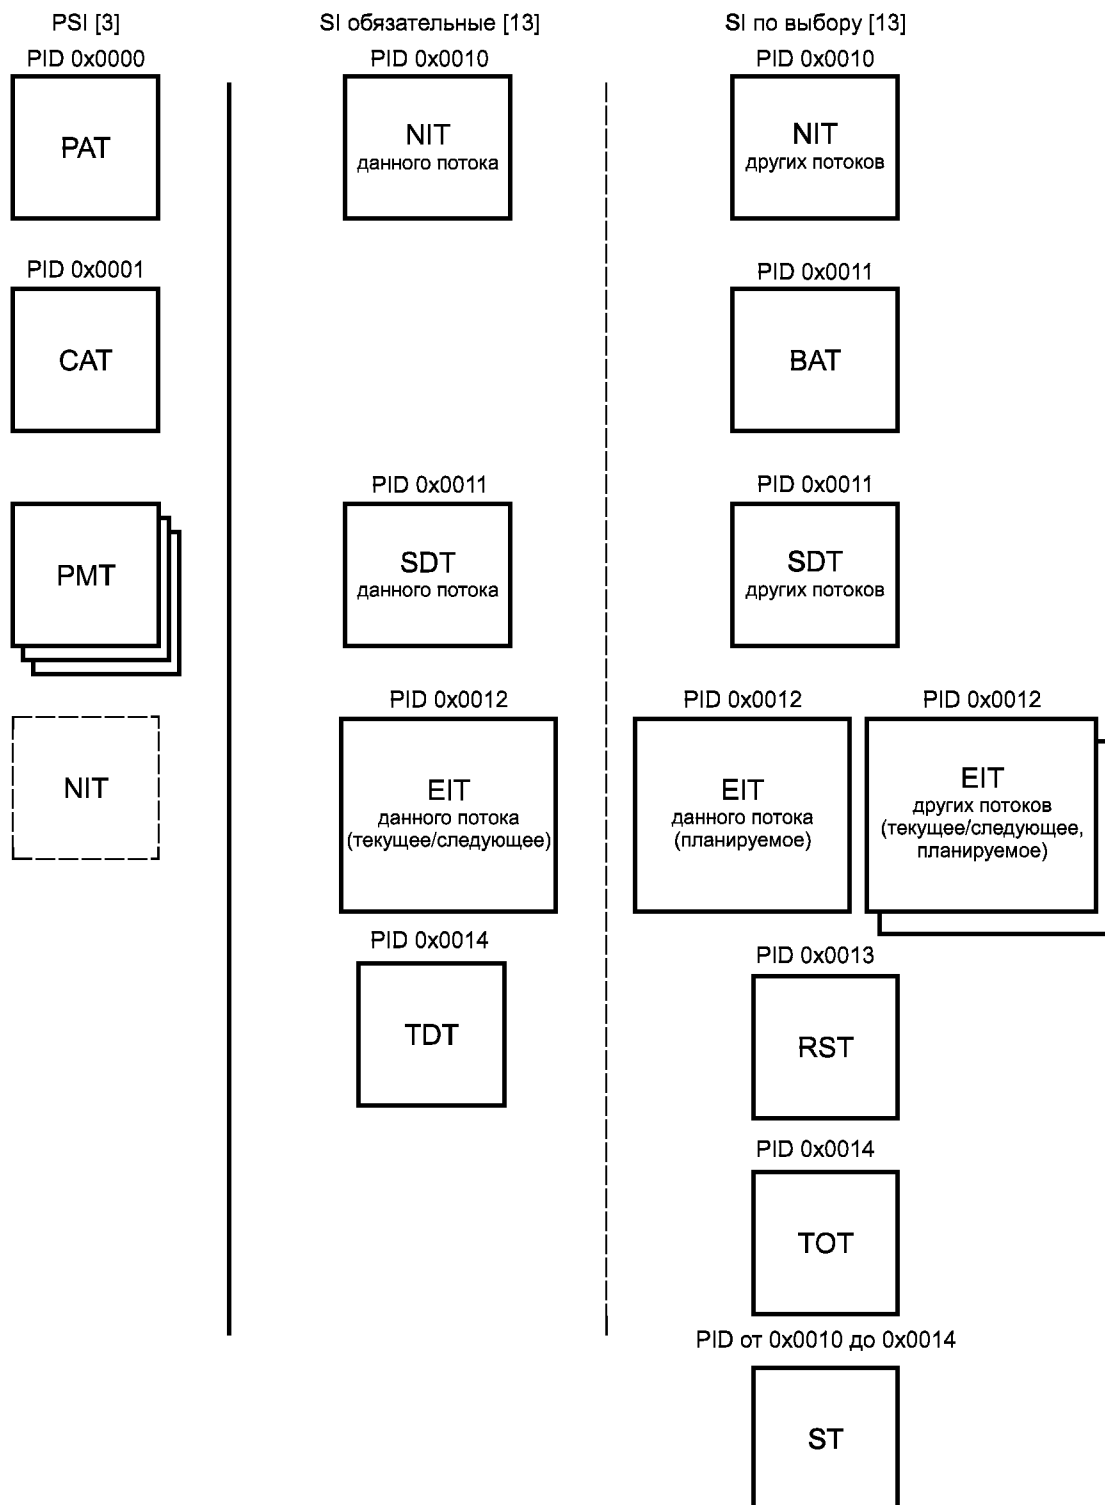 PSI [3]
SI обязательные [13]
SI по выбору [13]
PID 0x0000
PID 0x0010
PID 0x0010
PAT
NIT
данного потока
NIT
других потоков
PID 0x0001
PID 0x0011
CAT
BAT
PID 0x0011
PID 0x0011
PMT
SDT
данного потока
SDT
других потоков
PID 0x0012
PID 0x0012
PID 0x0012
NIT
EIT
данного потока
(текущее/следующее)
EIT
данного потока
(планируемое)
EIT
других потоков
(текущее/следующее,
планируемое)
PID 0x0014
PID 0x0013
TDT
RST
PID 0x0014
TOT
PID от 0x0010 до 0x0014
ST